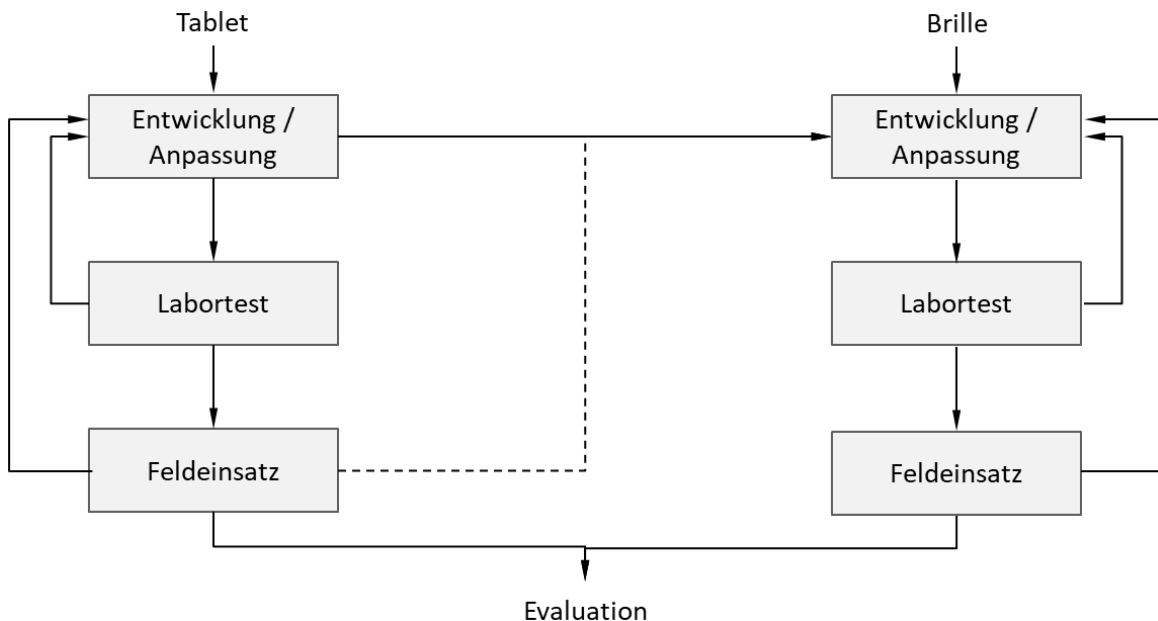 Tablet
Brille
Entwicklung /
Anpassung
Entwicklung /
Anpassung
Labortest
Labortest
Feldeinsatz
Feldeinsatz
Evaluation